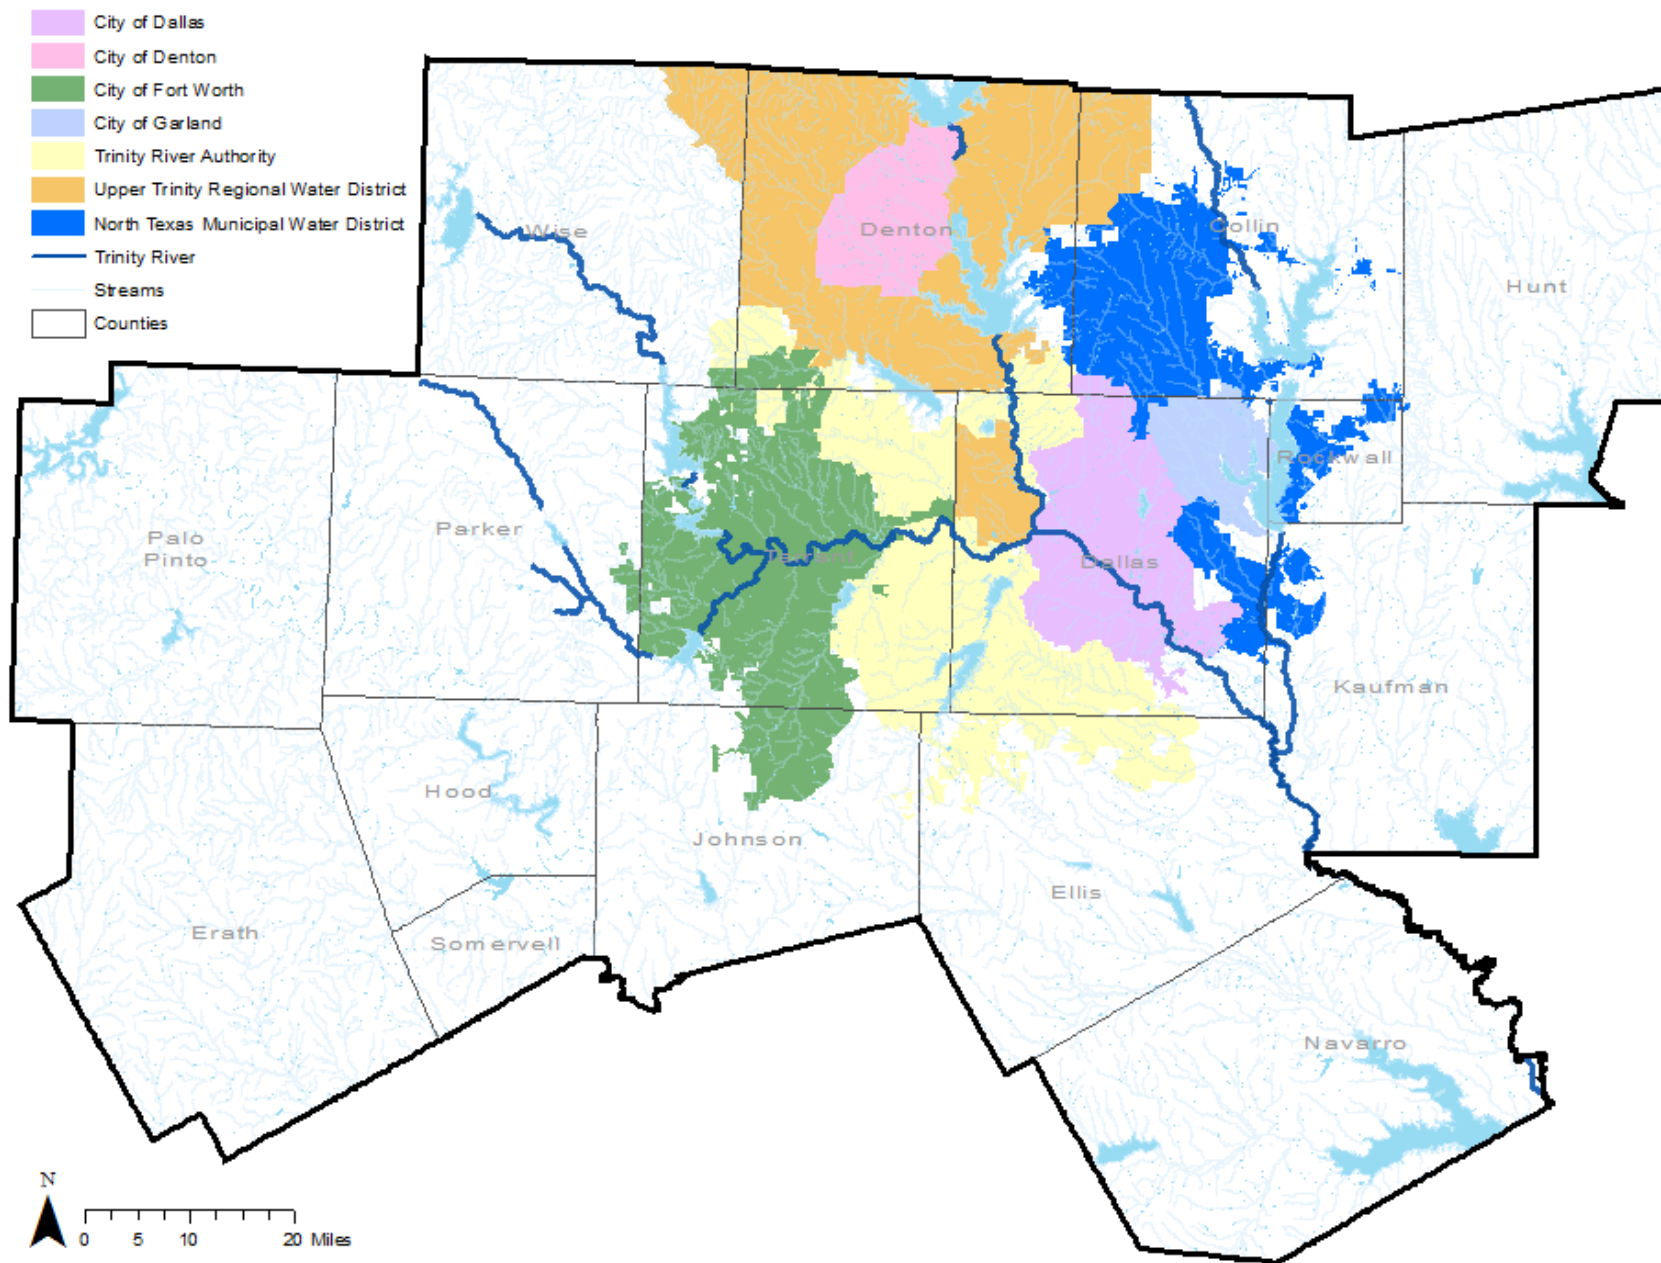 City of Dallas
City of Denton
City of Fort Worth
City of Garland
Trinity River Authority
Upper Trinity Regional Water District
North Texas Municipal Water District
Trinity River
Streams
Counties
Wise
Denton
Collin
Hunt
Palo
Pinto
Parker
Tarrant
Dallas
Rockwall
Kaufman
Hood
Johnson
Ellis
Erath
Somervell
Navarro
N
0 5 10 20 Miles